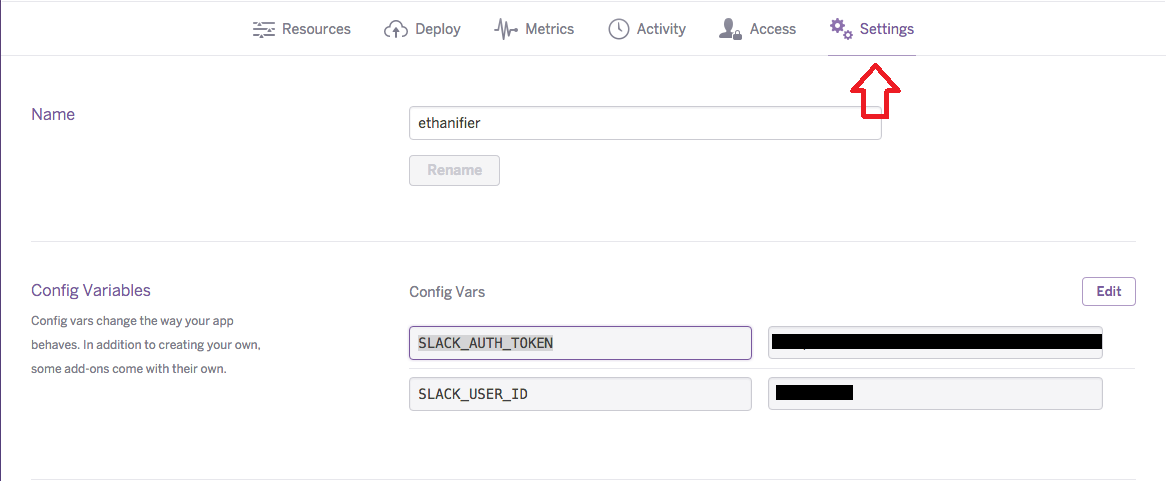 Resources Deploy Metrics Activity Access Settings
Name
ethanifier
Rename
Config Variables
Config vars change the way your app
behaves. In addition to creating your own,
some add-ons come with their own.
Config Vars
Edit
SLACK_AUTH_TOKEN
SLACK_USER_ID